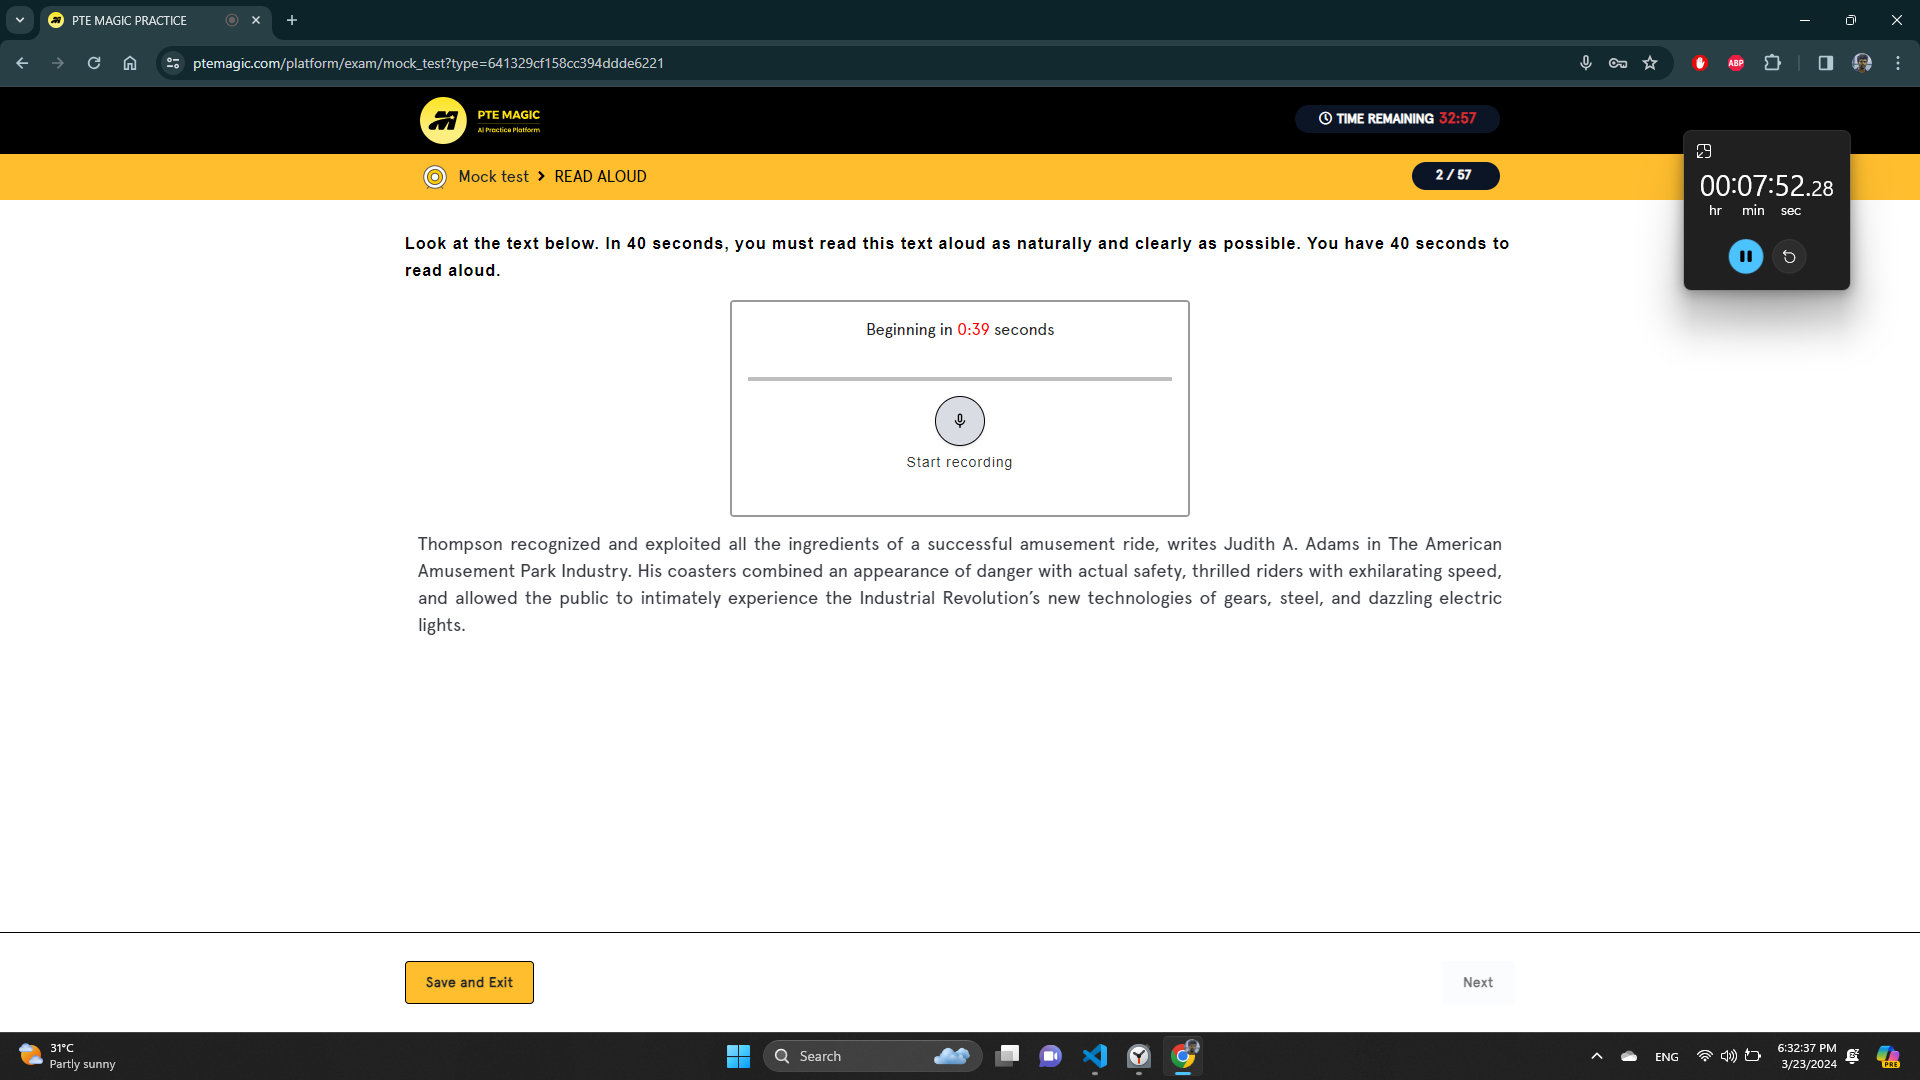 PTE MAGIC PRACTICE
ptemagic.com/platform/exam/mock_test?type=641329cf158cc394ddde6221
ABP
PTE MAGIC
AI Practice Platform
TIME REMAINING 32:57
Mock test > READ ALOUD
2 / 57
00:07:52.28
hr min sec
Look at the text below. In 40 seconds, you must read this text aloud as naturally and clearly as possible. You have 40 seconds to
read aloud.
Beginning in 0:39 seconds
Start recording
Thompson recognized and exploited all the ingredients of a successful amusement ride, writes Judith A. Adams in The American
Amusement Park Industry. His coasters combined an appearance of danger with actual safety, thrilled riders with exhilarating speed,
and allowed the public to intimately experience the Industrial Revolution’s new technologies of gears, steel, and dazzling electric
lights.
Save and Exit
Next
31°C
Partly sunny
Search
ENG
6:32:37 PM
3/23/2024
PRE